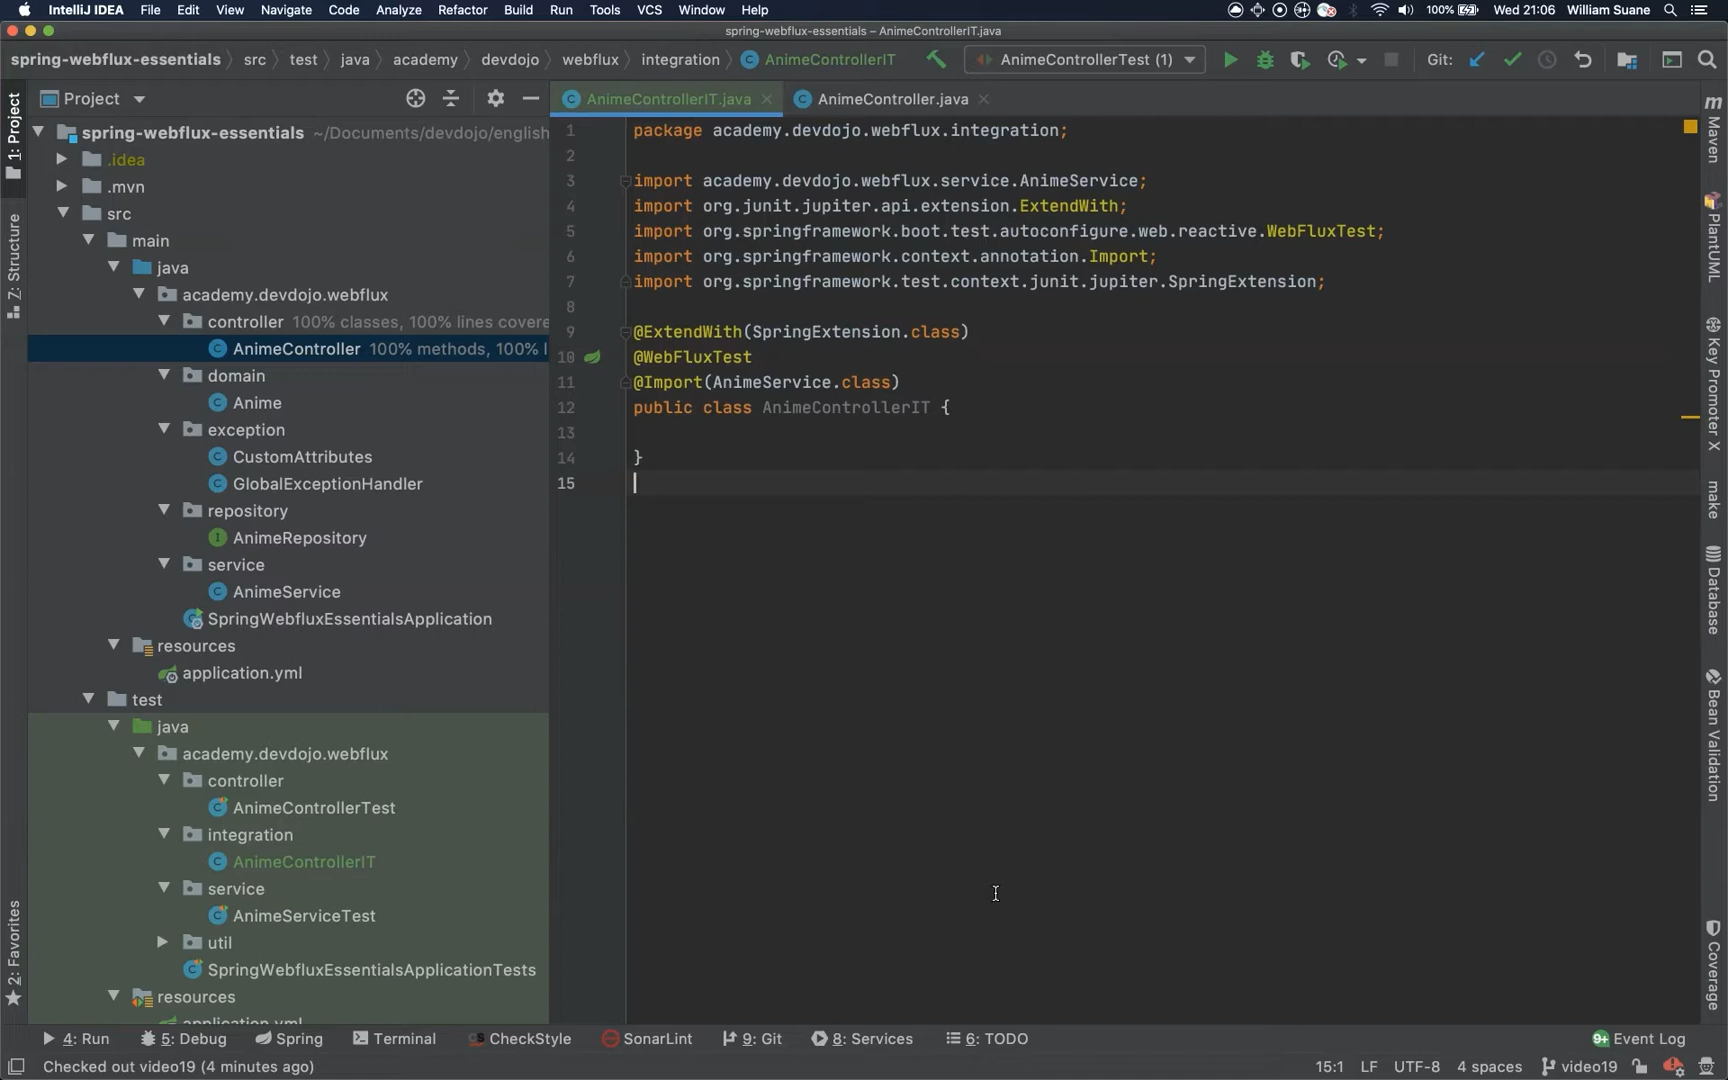 IntelliJ IDEA File Edit View Navigate Code Analyze Refactor Build Run Tools VCS Window Help 100% Wed 21:06 William Suane
spring-webflux-essentials – AnimeControllerIT.java
spring-webflux-essentials src test java academy devdojo webflux integration AnimeControllerIT AnimeControllerTest (1) Git:
Project
AnimeControllerIT.java AnimeController.java
spring-webflux-essentials ~/Documents/devdojo/english
.idea
.mvn
src
main
java
academy.devdojo.webflux
controller 100% classes, 100% lines covere
AnimeController 100% methods, 100% l
domain
Anime
exception
CustomAttributes
GlobalExceptionHandler
repository
AnimeRepository
service
AnimeService
SpringWebfluxEssentialsApplication
resources
application.yml
test
java
academy.devdojo.webflux
controller
AnimeControllerTest
integration
AnimeControllerIT
service
AnimeServiceTest
util
SpringWebfluxEssentialsApplicationTests
resources
application.yml
1 package academy.devdojo.webflux.integration;
2
3 import academy.devdojo.webflux.service.AnimeService;
4 import org.junit.jupiter.api.extension.ExtendWith;
5 import org.springframework.boot.test.autoconfigure.web.reactive.WebFluxTest;
6 import org.springframework.context.annotation.Import;
7 import org.springframework.test.context.junit.jupiter.SpringExtension;
8
9 @ExtendWith(SpringExtension.class)
10 @WebFluxTest
11 @Import(AnimeService.class)
12 public class AnimeControllerIT {
13
14 }
15
1: Project
Z: Structure
2: Favorites
Maven
PlantUML
Key Promoter X
make
Database
Bean Validation
Coverage
4: Run 5: Debug Spring Terminal CheckStyle SonarLint 9: Git 8: Services 6: TODO 9+ Event Log
Checked out video19 (4 minutes ago) 15:1 LF UTF-8 4 spaces video19